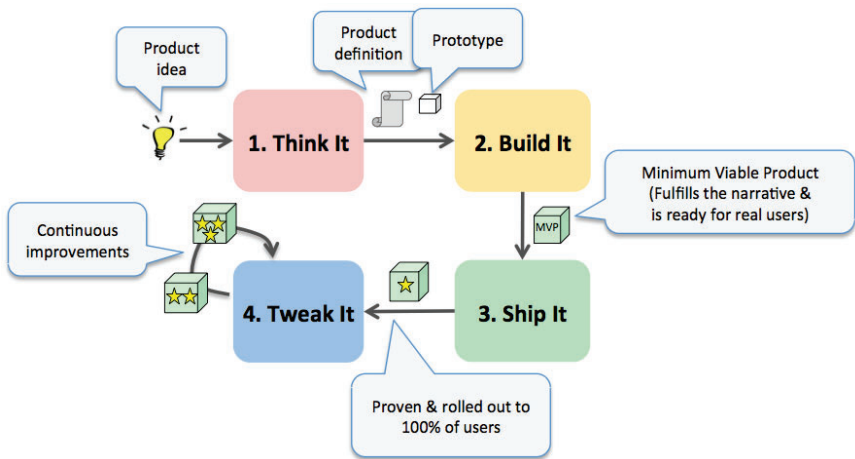 Product
idea
Product
definition
Prototype
1. Think It
2. Build It
Minimum Viable Product
(Fulfills the narrative &
is ready for real users)
MVP
Continuous
improvements
4. Tweak It
3. Ship It
Proven & rolled out to
100% of users